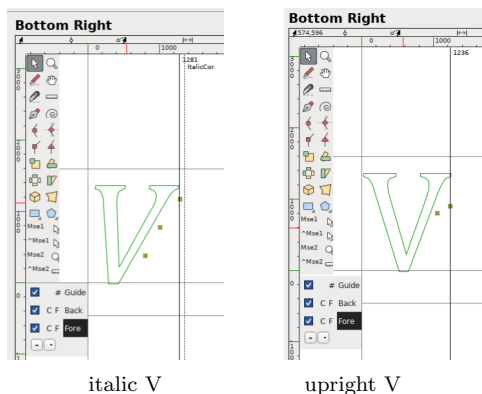 Bottom Right
0 1000
1281
ItalicCor.
Mse1
^Mse1
Mse2
^Mse2
# Guide
C F Back
C F Fore
italic V
Bottom Right
574,596
0 1000
1236
Mse1
^Mse1
Mse2
^Mse2
# Guide
C F Back
C F Fore
upright V